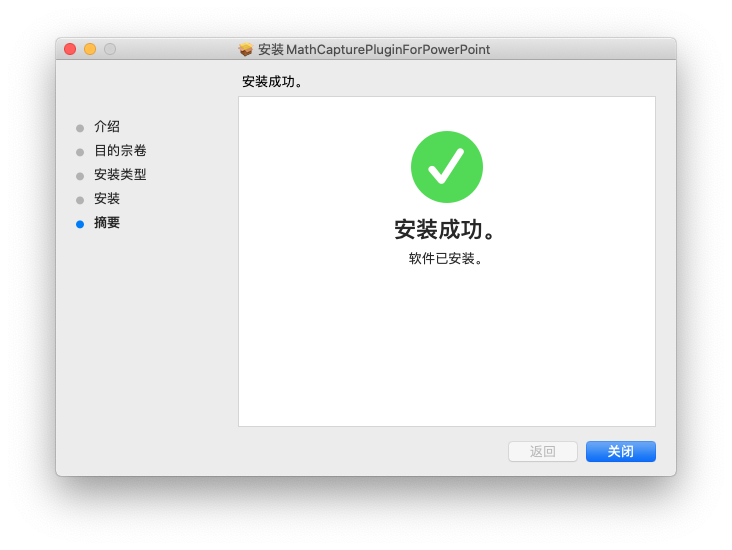 安装 MathCapturePluginForPowerPoint
安装成功。
介绍
目的宗卷
安装类型
安装
摘要
安装成功。
软件已安装。
返回
关闭